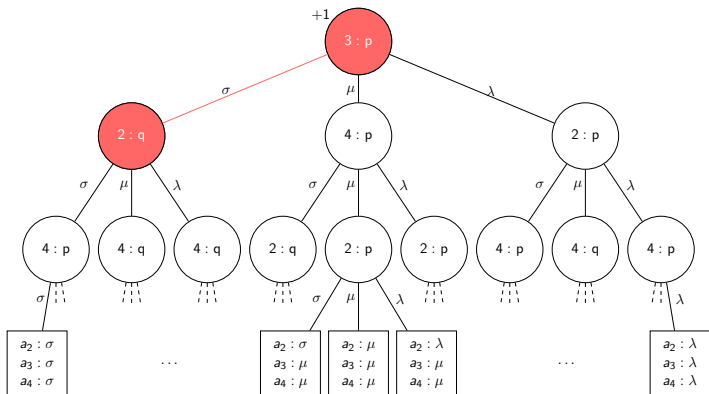 +1
3 : p
σ μ λ
2 : q 4 : p 2 : p
σ μ λ σ μ λ σ μ λ
4 : p 4 : q 4 : q 2 : q 2 : p 2 : p 4 : p 4 : q 4 : p
σ σ μ λ λ
a₂ : σ a₂ : σ a₂ : μ a₂ : λ a₂ : λ
a₃ : σ ... a₃ : μ a₃ : μ a₃ : μ ... a₃ : λ
a₄ : σ a₄ : μ a₄ : μ a₄ : μ a₄ : λ